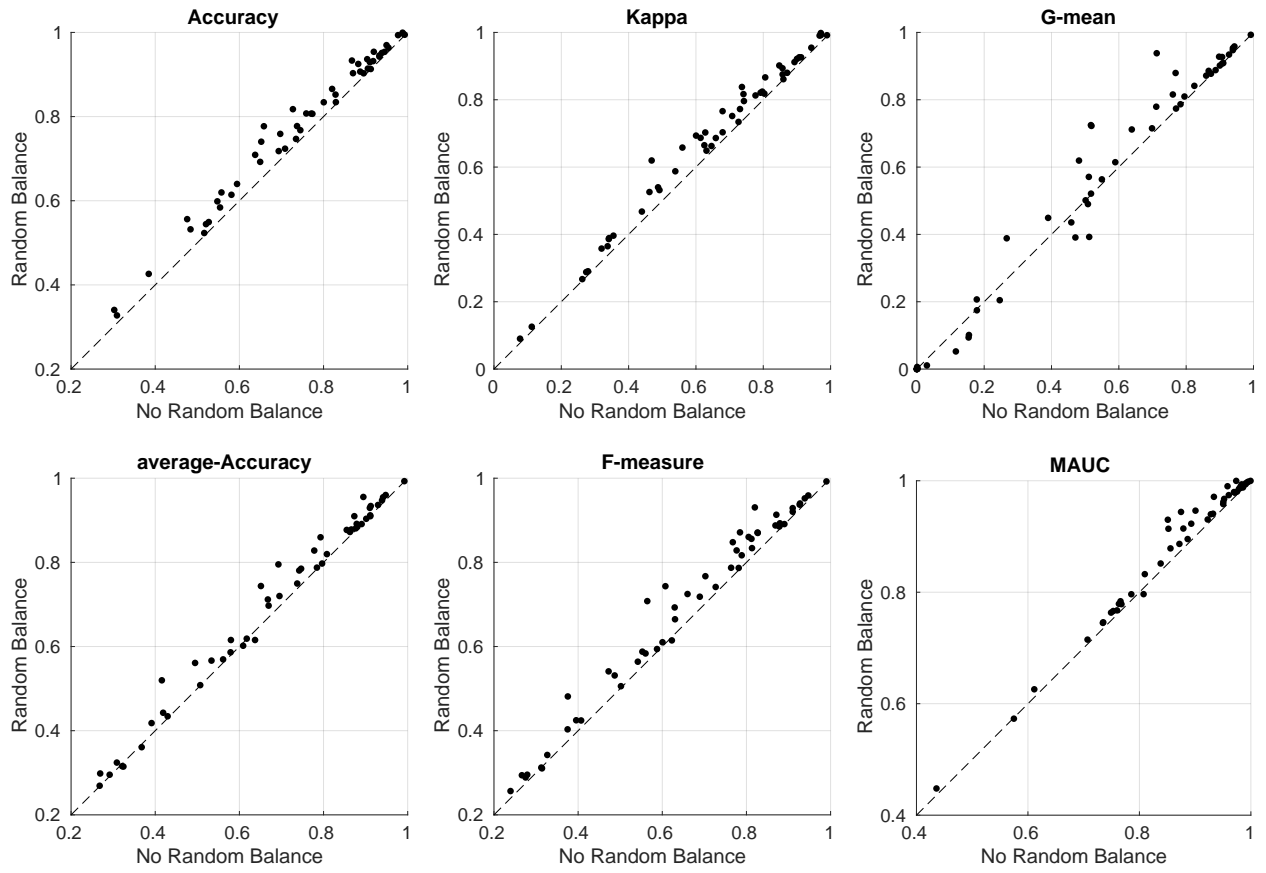 Accuracy
1
0.8
0.6
0.4
0.2
0.2 0.4 0.6 0.8 1
No Random Balance
Random Balance
Kappa
1
0.8
0.6
0.4
0.2
0
0 0.2 0.4 0.6 0.8 1
No Random Balance
Random Balance
G-mean
1
0.8
0.6
0.4
0.2
0
0 0.2 0.4 0.6 0.8 1
No Random Balance
Random Balance
average-Accuracy
1
0.8
0.6
0.4
0.2
0.2 0.4 0.6 0.8 1
No Random Balance
Random Balance
F-measure
1
0.8
0.6
0.4
0.2
0.2 0.4 0.6 0.8 1
No Random Balance
Random Balance
MAUC
1
0.8
0.6
0.4
0.4 0.6 0.8 1
No Random Balance
Random Balance